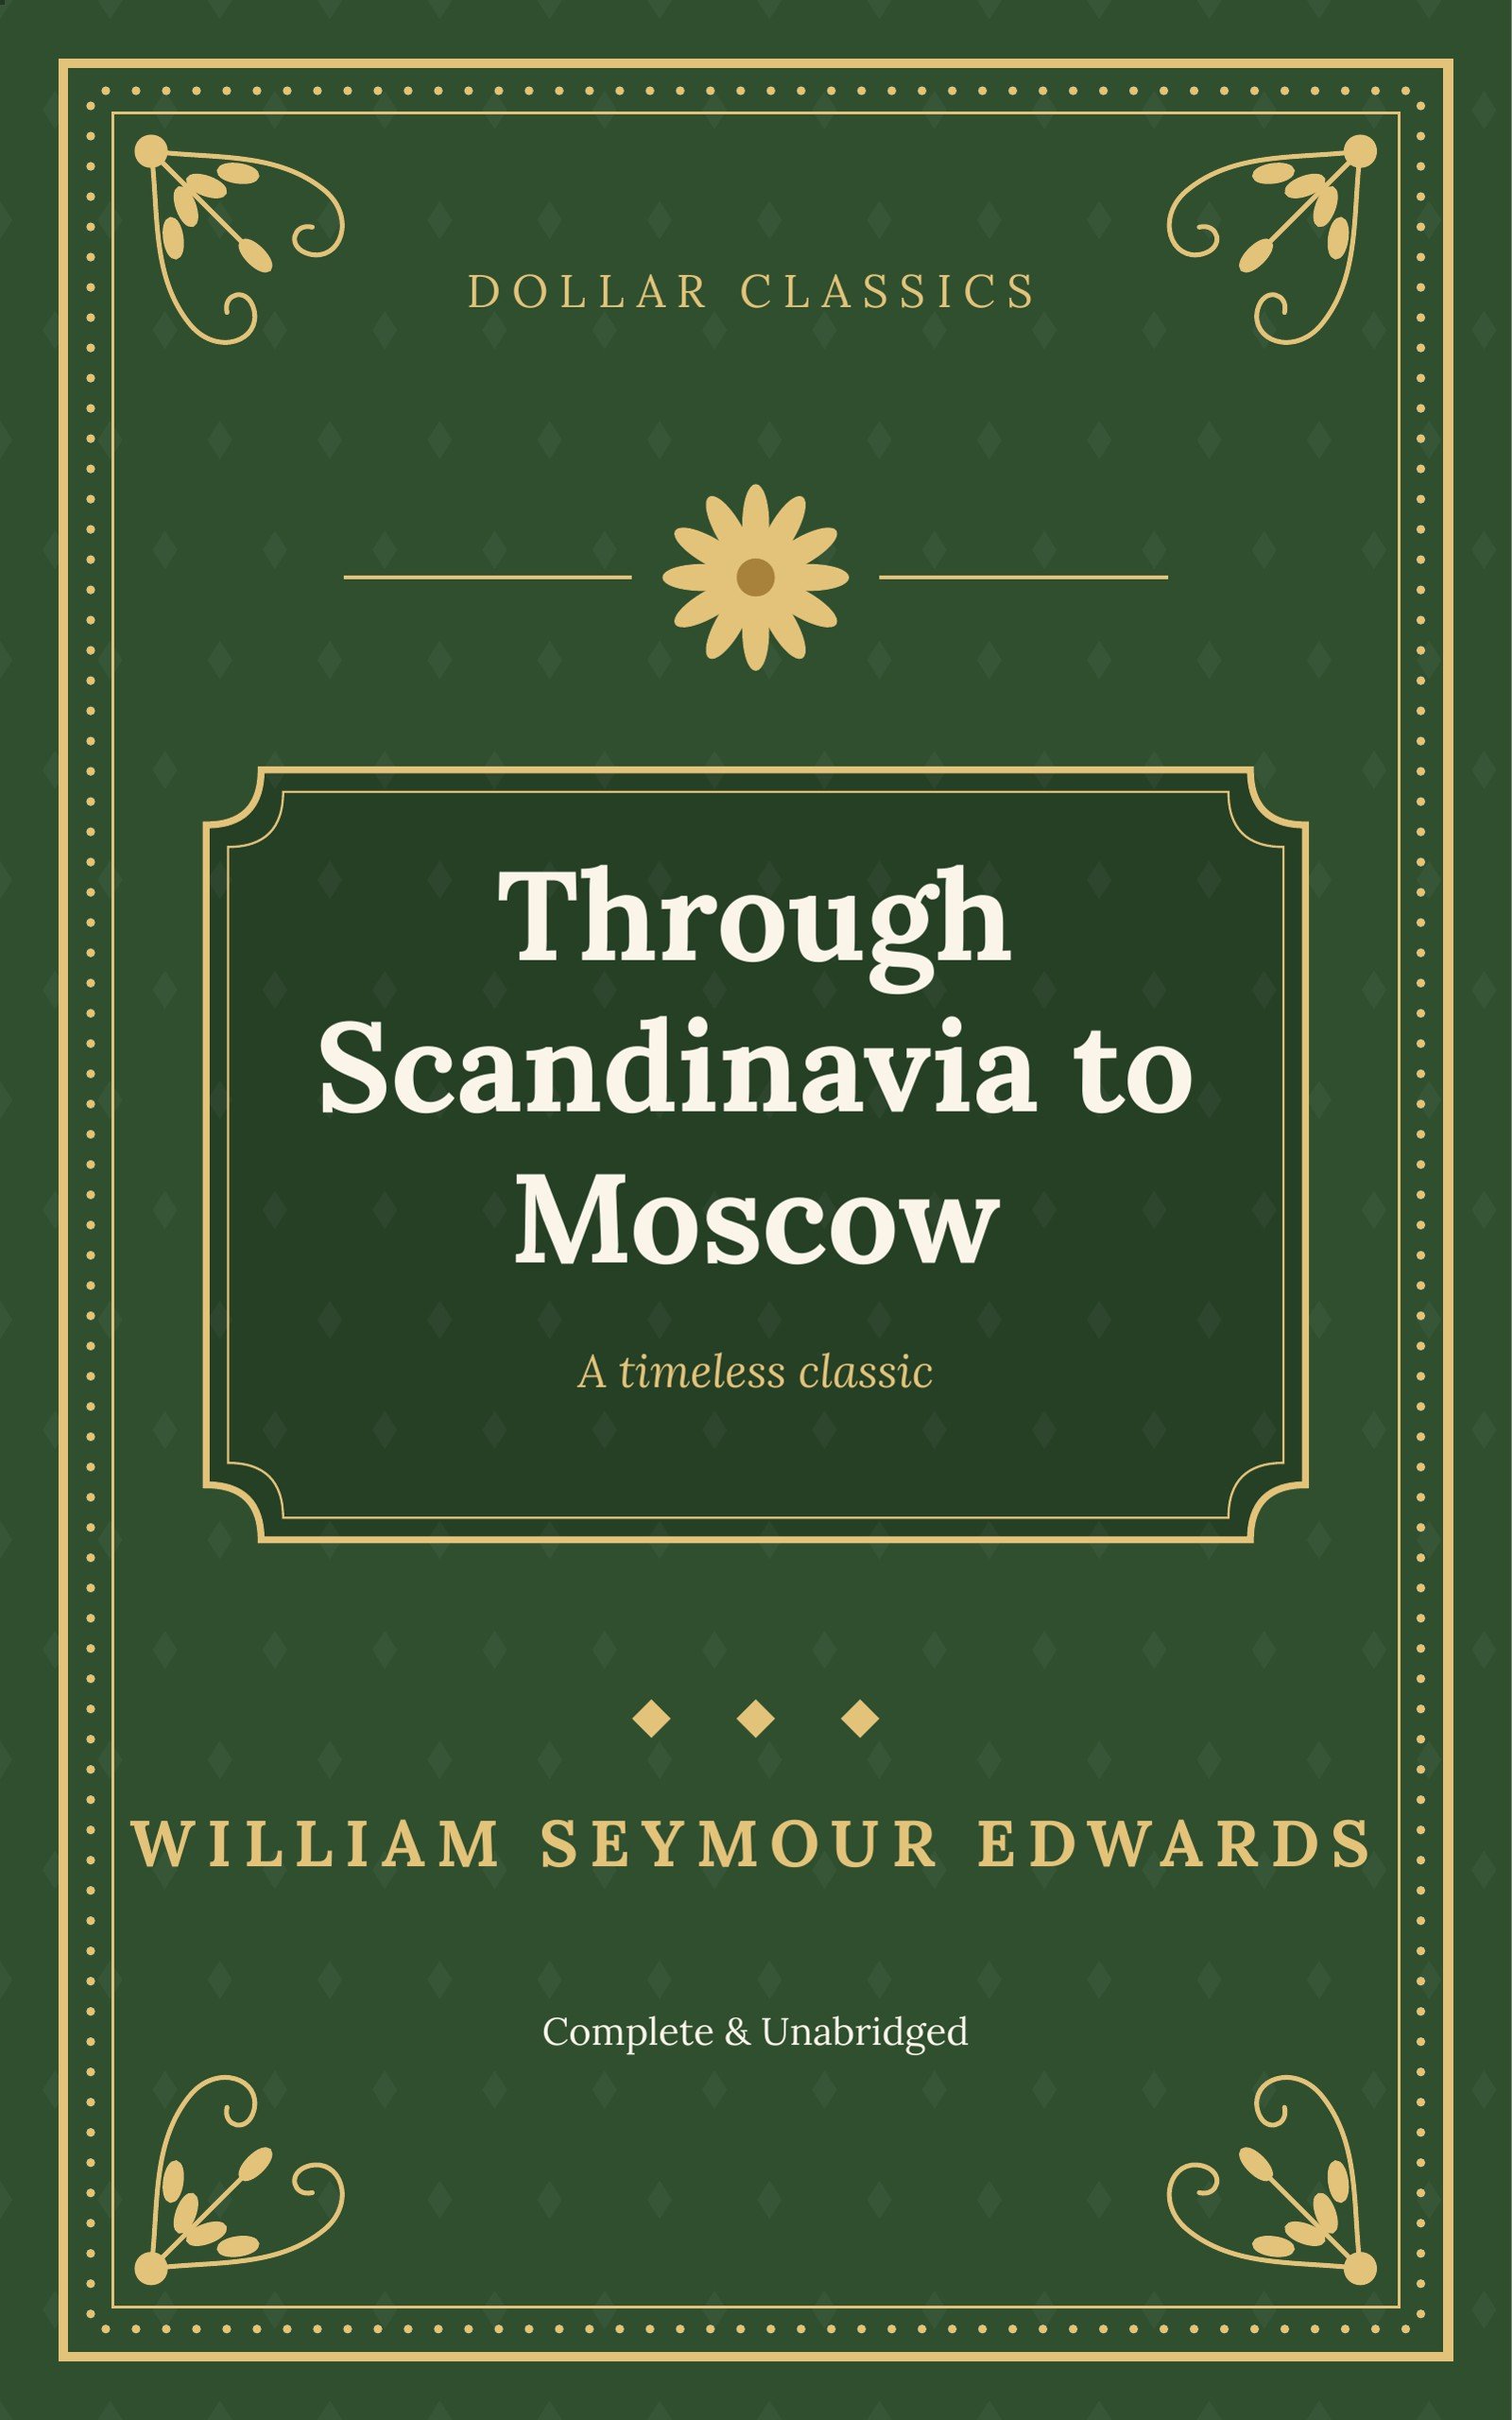 DOLLAR CLASSICS
Through
Scandinavia to
Moscow
A timeless classic
WILLIAM SEYMOUR EDWARDS
Complete & Unabridged